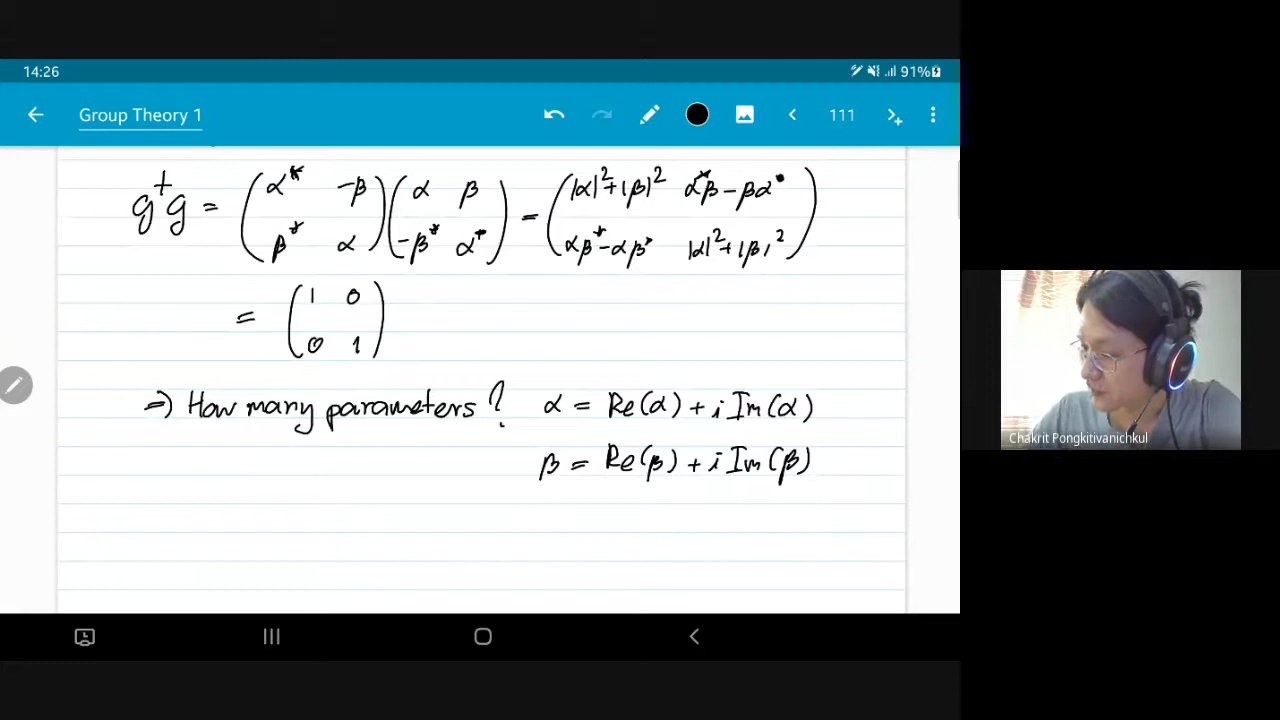 14:26 91%
Group Theory 1 111
g†g = (α* -β β* α)(α β -β* α*) = (|α|²+|β|² α*β-βα* αβ*-αβ* |α|²+|β|²)
= (1 0 0 1)
⇒ How many parameters? α = Re(α) + i Im(α)
β = Re(β) + i Im(β)
Chakrit Pongkitivanichkul